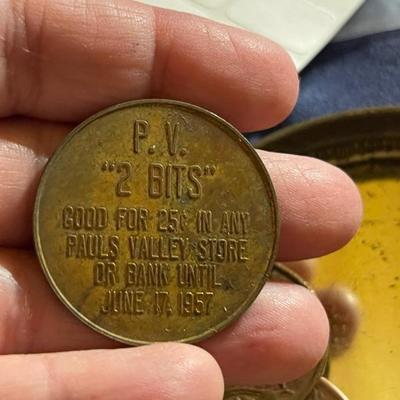 P. V.
"2 BITS"
GOOD FOR 25¢ IN ANY
PAULS VALLEY STORE
OR BANK UNTIL
JUNE 17, 1957